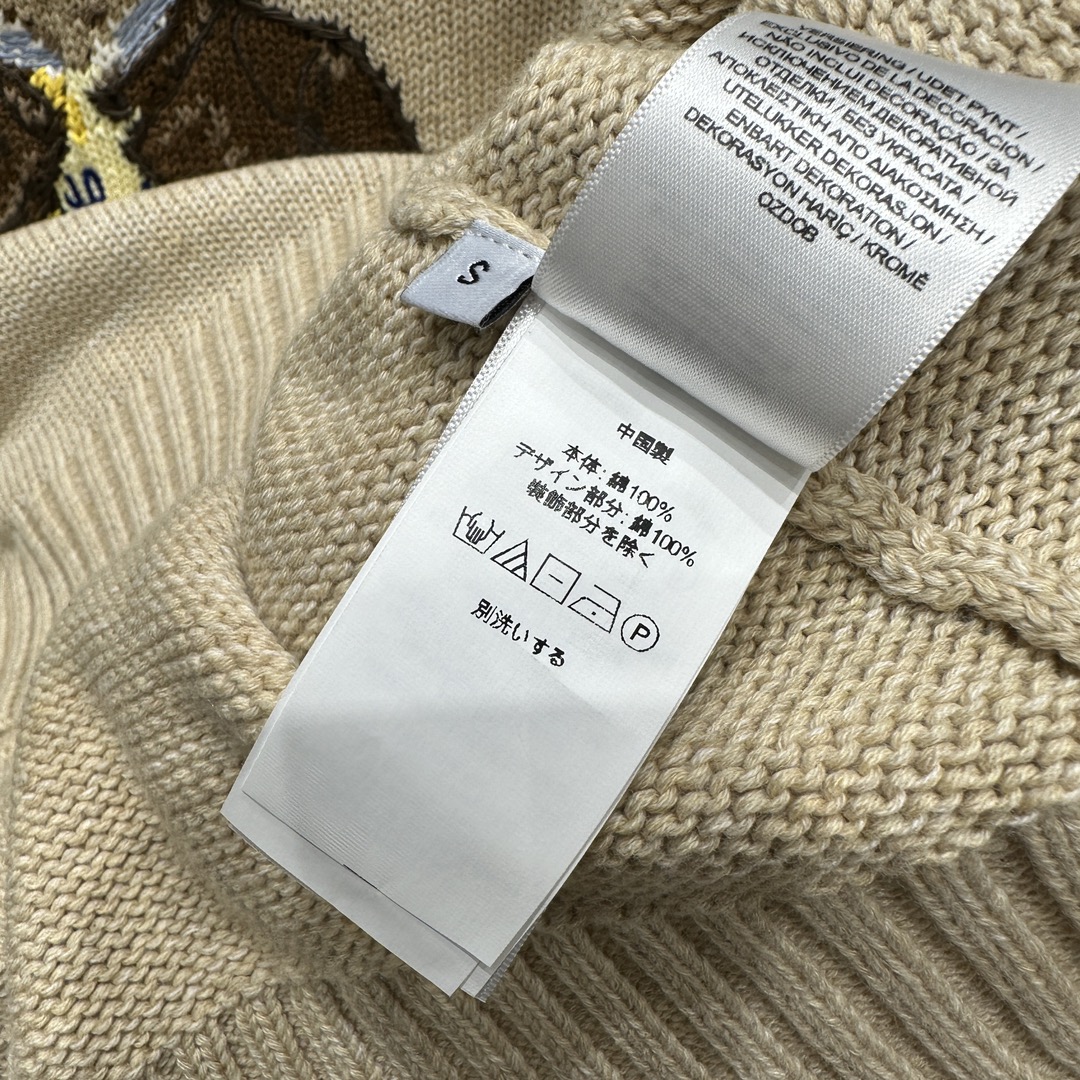 VERSIERING / UDET PYNT /
EXCLUSIVO DE LA DECORACIÓN /
NÃO INCLUI DECORAÇÃO / ЗА
ИСКЛЮЧЕНИЕМ ДЕКОРАТИВНОЙ
ОТДЕЛКИ / БЕЗ УКРАСАТА /
ΑΠΟΚΛΕΙΣΤΙΚΗ ΑΠΟ ΔΙΑΚΟΣΜΗΣΗ /
UTELUKKER DEKORASJON /
ENBART DEKORATION /
DEKORASYON HARİÇ / KROMĚ
OZDOB
S
中国製
本体: 綿100%
デザイン部分: 綿100%
装飾部分を除く
P
別洗いする